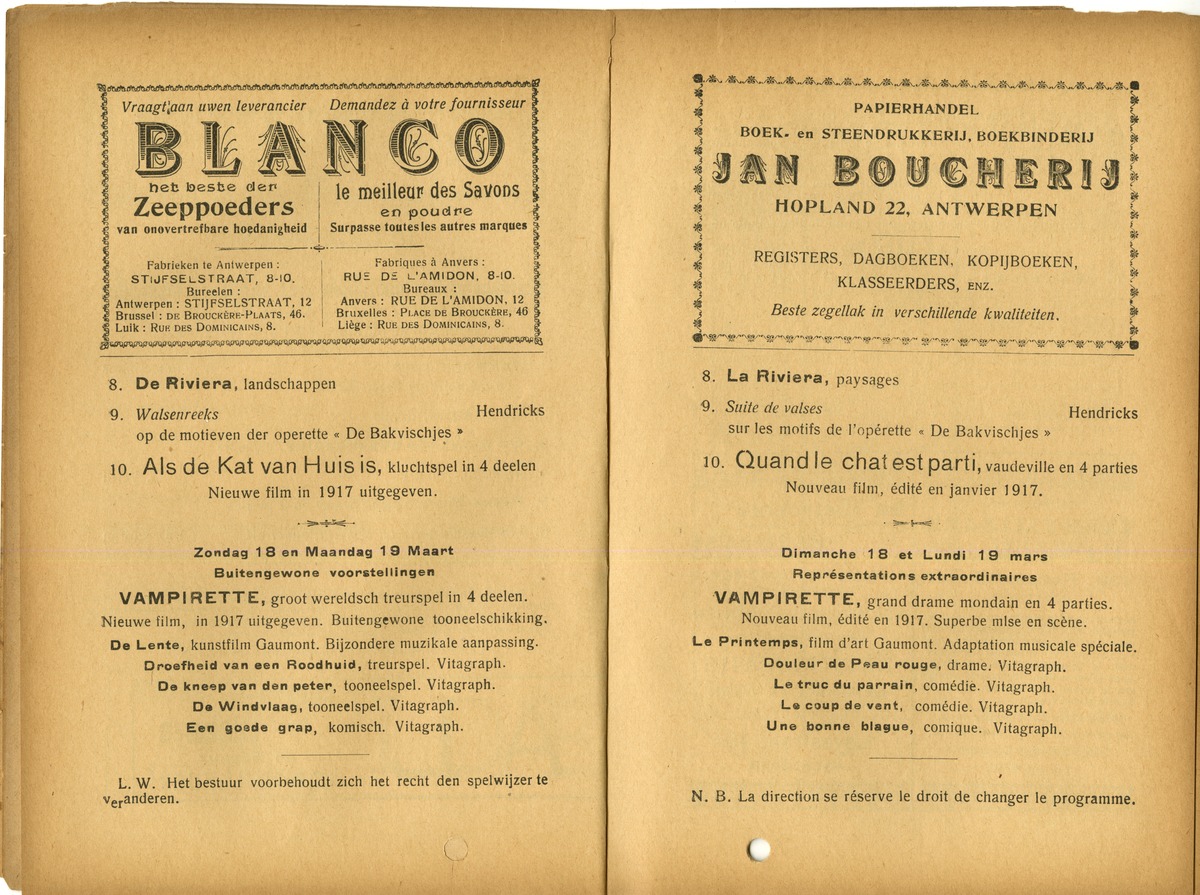 Vraagt aan uwen leverancier
Demandez à votre fournisseur
BLANCO
het beste der
Zeeppoeders
van onovertrefbare hoedanigheid
le meilleur des Savons
en poudre
Surpasse toutes les autres marques
Fabrieken te Antwerpen :
STIJFSELSTRAAT, 8-10.
Bureelen :
Antwerpen : STIJFSELSTRAAT, 12
Brussel : DE BROUCKÈRE-PLAATS, 46.
Luik : RUE DES DOMINICAINS, 8.
Fabriques à Anvers :
RUE DE L'AMIDON, 8-10.
Bureaux :
Anvers : RUE DE L'AMIDON, 12
Bruxelles : PLACE DE BROUCKÈRE, 46
Liège : RUE DES DOMINICAINS, 8.
8. De Riviera, landschappen
9. Walsenreeks Hendricks
op de motieven der operette « De Bakvischjes »
10. Als de Kat van Huis is, kluchtspel in 4 deelen
Nieuwe film in 1917 uitgegeven.
Zondag 18 en Maandag 19 Maart
Buitengewone voorstellingen
VAMPIRETTE, groot wereldsch treurspel in 4 deelen.
Nieuwe film, in 1917 uitgegeven. Buitengewone tooneelschikking.
De Lente, kunstfilm Gaumont. Bijzondere muzikale aanpassing.
Droefheid van een Roodhuid, treurspel. Vitagraph.
De kneep van den peter, tooneelspel. Vitagraph.
De Windvlaag, tooneelspel. Vitagraph.
Een goede grap, komisch. Vitagraph.
L. W. Het bestuur voorbehoudt zich het recht den spelwijzer te
veranderen.
PAPIERHANDEL
BOEK- en STEENDRUKKERIJ, BOEKBINDERIJ
JAN BOUCHERIJ
HOPLAND 22, ANTWERPEN
REGISTERS, DAGBOEKEN, KOPIJBOEKEN,
KLASSEERDERS, ENZ.
Beste zegellak in verschillende kwaliteiten.
8. La Riviera, paysages
9. Suite de valses Hendricks
sur les motifs de l'opérette « De Bakvischjes »
10. Quand le chat est parti, vaudeville en 4 parties
Nouveau film, édité en janvier 1917.
Dimanche 18 et Lundi 19 mars
Représentations extraordinaires
VAMPIRETTE, grand drame mondain en 4 parties.
Nouveau film, édité en 1917. Superbe mIse en scène.
Le Printemps, film d'art Gaumont. Adaptation musicale spéciale.
Douleur de Peau rouge, drame. Vitagraph.
Le truc du parrain, comédie. Vitagraph.
Le coup de vent, comédie. Vitagraph.
Une bonne blague, comique. Vitagraph.
N. B. La direction se réserve le droit de changer le programme.